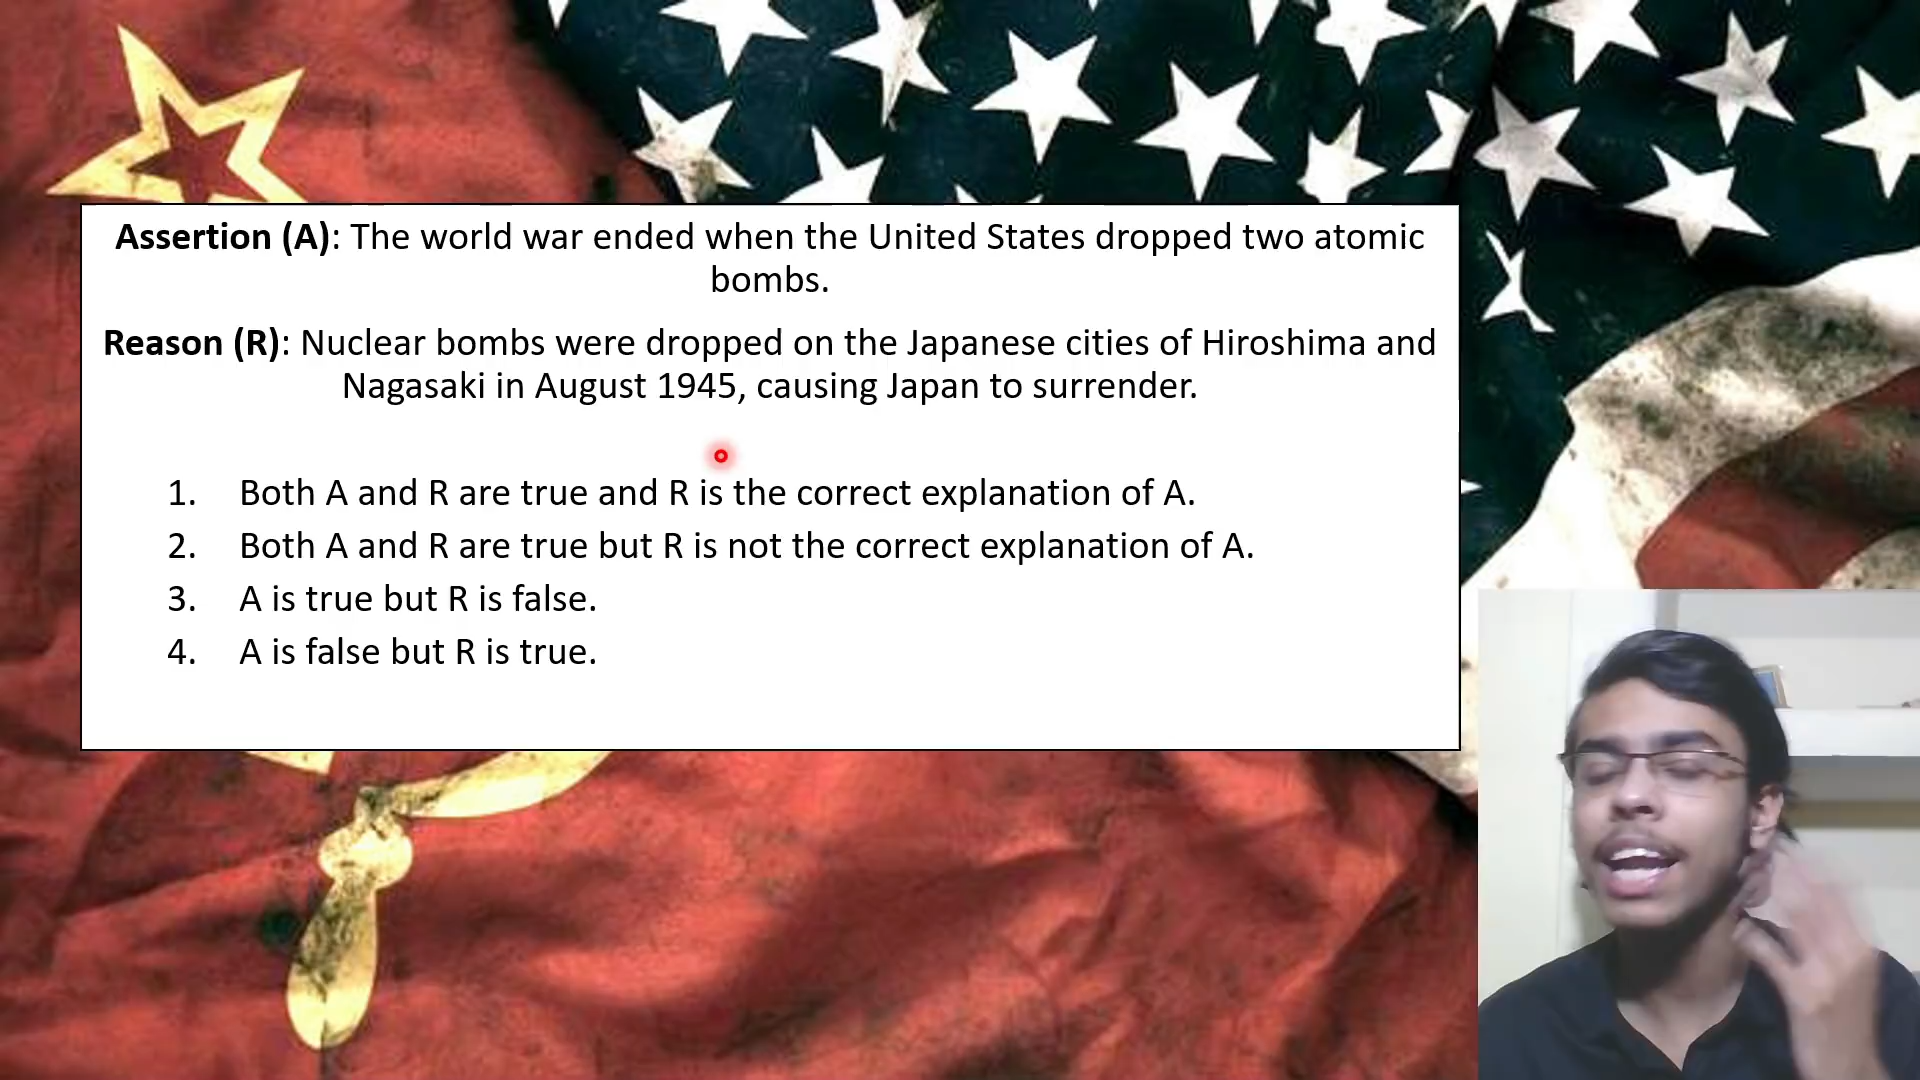 Assertion (A): The world war ended when the United States dropped two atomic
bombs.
Reason (R): Nuclear bombs were dropped on the Japanese cities of Hiroshima and
Nagasaki in August 1945, causing Japan to surrender.
1. Both A and R are true and R is the correct explanation of A.
2. Both A and R are true but R is not the correct explanation of A.
3. A is true but R is false.
4. A is false but R is true.